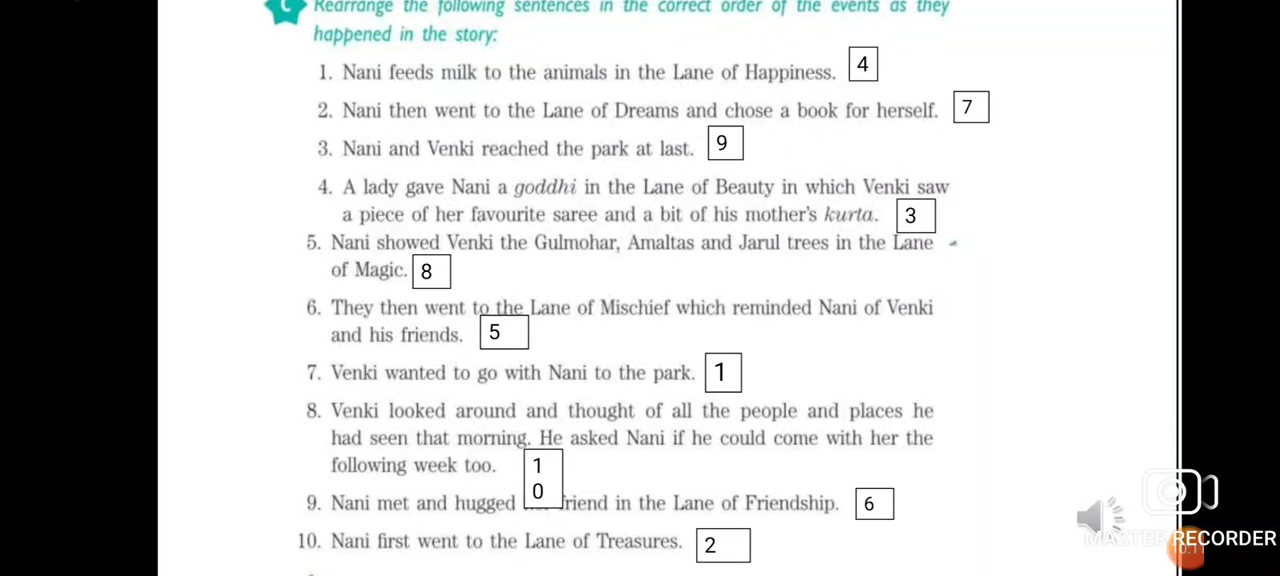 C Rearrange the following sentences in the correct order of the events as they
happened in the story:
1. Nani feeds milk to the animals in the Lane of Happiness. 4
2. Nani then went to the Lane of Dreams and chose a book for herself. 7
3. Nani and Venki reached the park at last. 9
4. A lady gave Nani a goddhi in the Lane of Beauty in which Venki saw
a piece of her favourite saree and a bit of his mother's kurta. 3
5. Nani showed Venki the Gulmohar, Amaltas and Jarul trees in the Lane
of Magic. 8
6. They then went to the Lane of Mischief which reminded Nani of Venki
and his friends. 5
7. Venki wanted to go with Nani to the park. 1
8. Venki looked around and thought of all the people and places he
had seen that morning. He asked Nani if he could come with her the
following week too. 1
0
9. Nani met and hugged friend in the Lane of Friendship. 6
10. Nani first went to the Lane of Treasures. 2
MASTER RECORDER
10:11